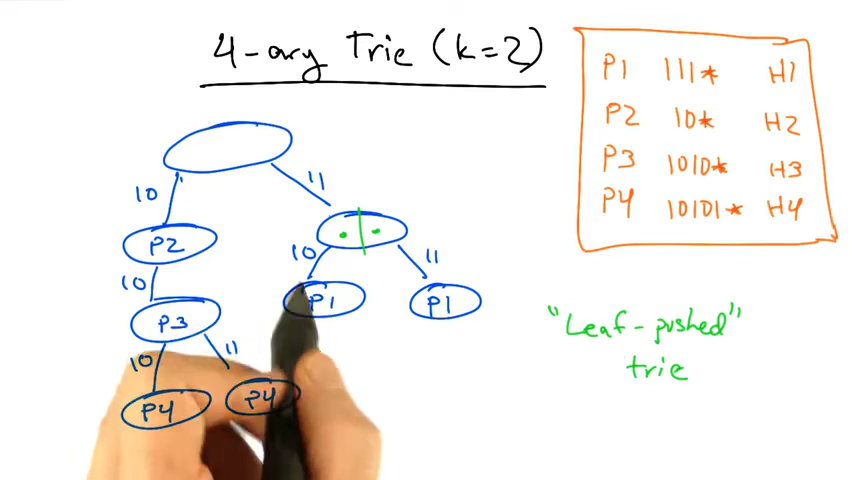 4-ary Trie (k=2)
P1 111* H1
P2 10* H2
P3 1010* H3
P4 10101* H4
10 11
P2
10 11
10
P1 P1
P3
10 11
P4 P4
"Leaf-pushed"
trie